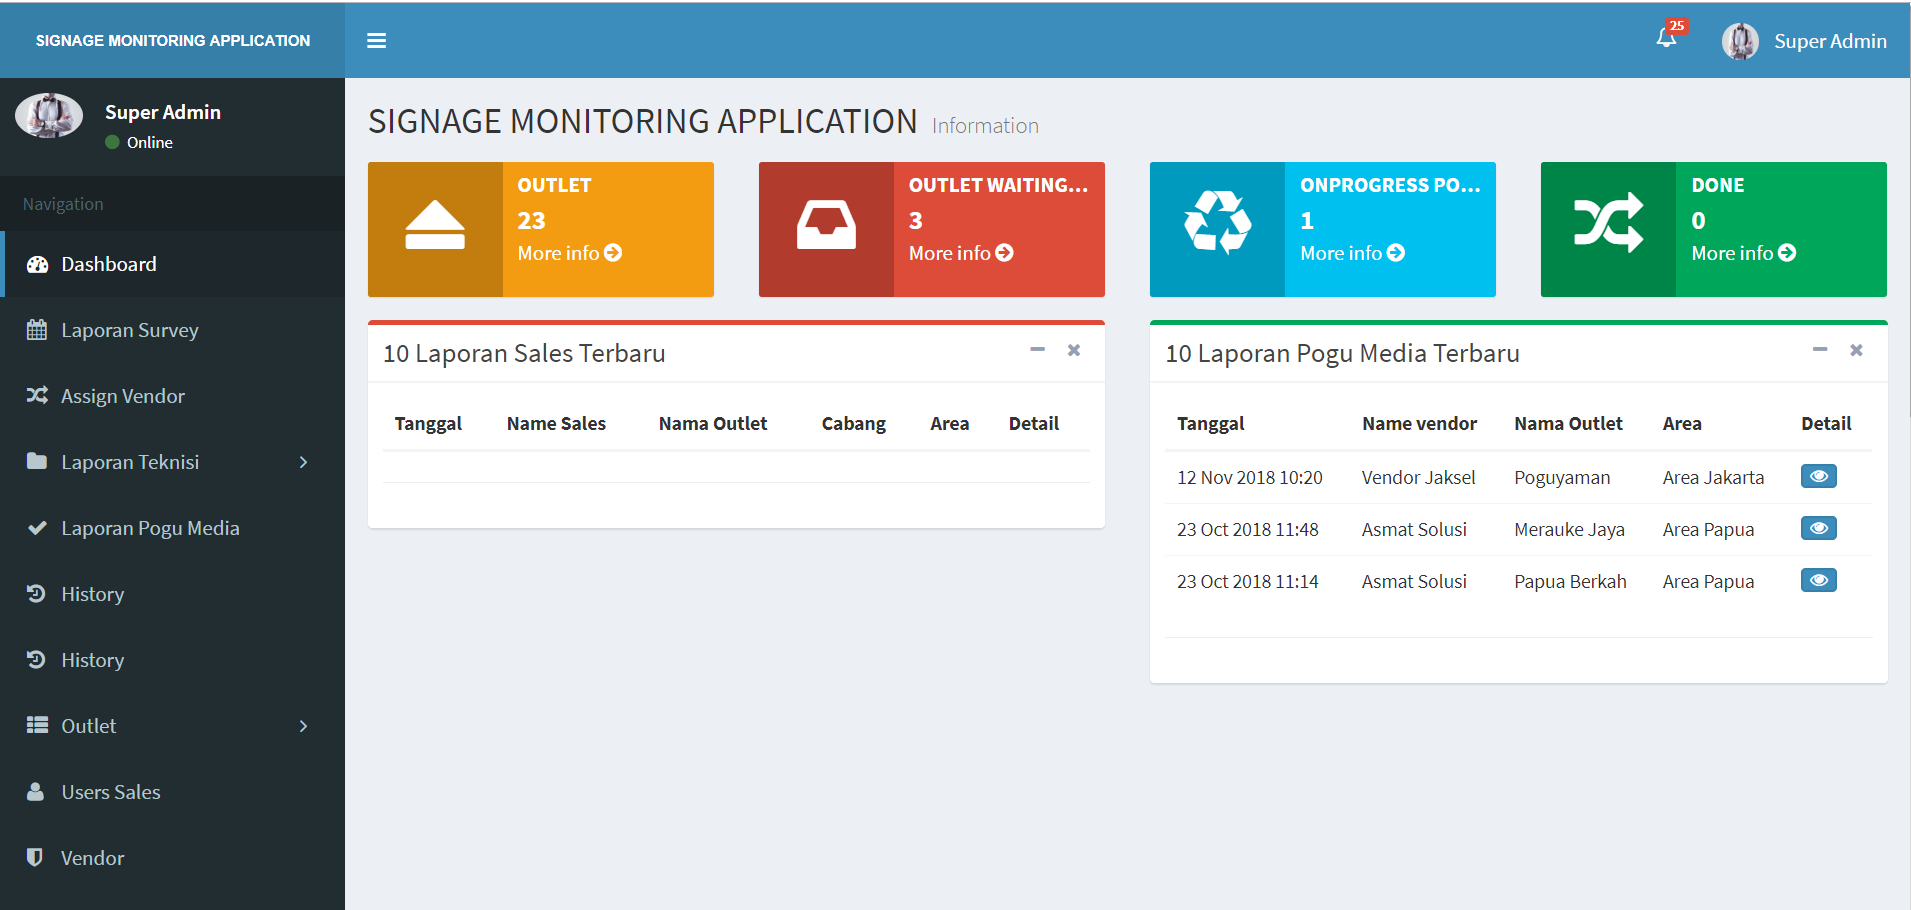 SIGNAGE MONITORING APPLICATION
25
Super Admin
Super Admin
Online
Navigation
Dashboard
Laporan Survey
Assign Vendor
Laporan Teknisi
Laporan Pogu Media
History
History
Outlet
Users Sales
Vendor
SIGNAGE MONITORING APPLICATION Information
OUTLET
23
More info
OUTLET WAITING...
3
More info
ONPROGRESS PO...
1
More info
DONE
0
More info
10 Laporan Sales Terbaru
Tanggal Name Sales Nama Outlet Cabang Area Detail
10 Laporan Pogu Media Terbaru
Tanggal Name vendor Nama Outlet Area Detail
12 Nov 2018 10:20 Vendor Jaksel Poguyaman Area Jakarta
23 Oct 2018 11:48 Asmat Solusi Merauke Jaya Area Papua
23 Oct 2018 11:14 Asmat Solusi Papua Berkah Area Papua